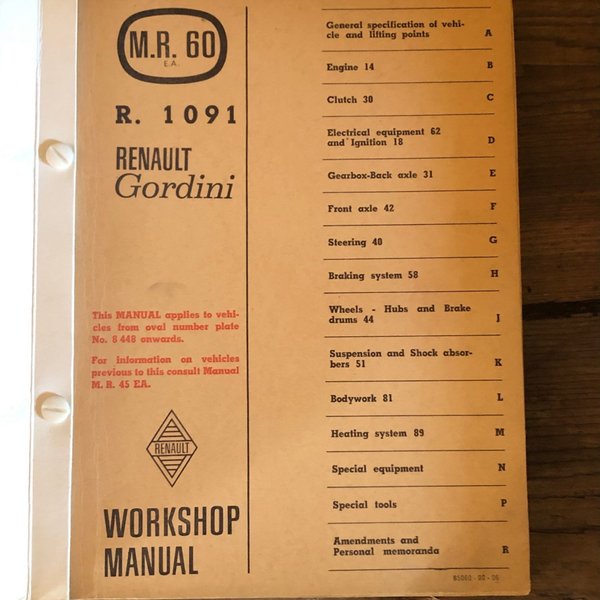 M.R. 60
E.A.
R. 1091
RENAULT
Gordini
This MANUAL applies to vehi-
cles from oval number plate
No. 8 448 onwards.
For information on vehicles
previous to this consult Manual
M. R. 45 EA.
RENAULT
WORKSHOP
MANUAL
General specification of vehi-
cle and lifting points A
Engine 14 B
Clutch 30 C
Electrical equipment 62
and Ignition 18 D
Gearbox-Back axle 31 E
Front axle 42 F
Steering 40 G
Braking system 58 H
Wheels - Hubs and Brake
drums 44 J
Suspension and Shock absor-
bers 51 K
Bodywork 81 L
Heating system 89 M
Special equipment N
Special tools P
Amendments and
Personal memoranda R